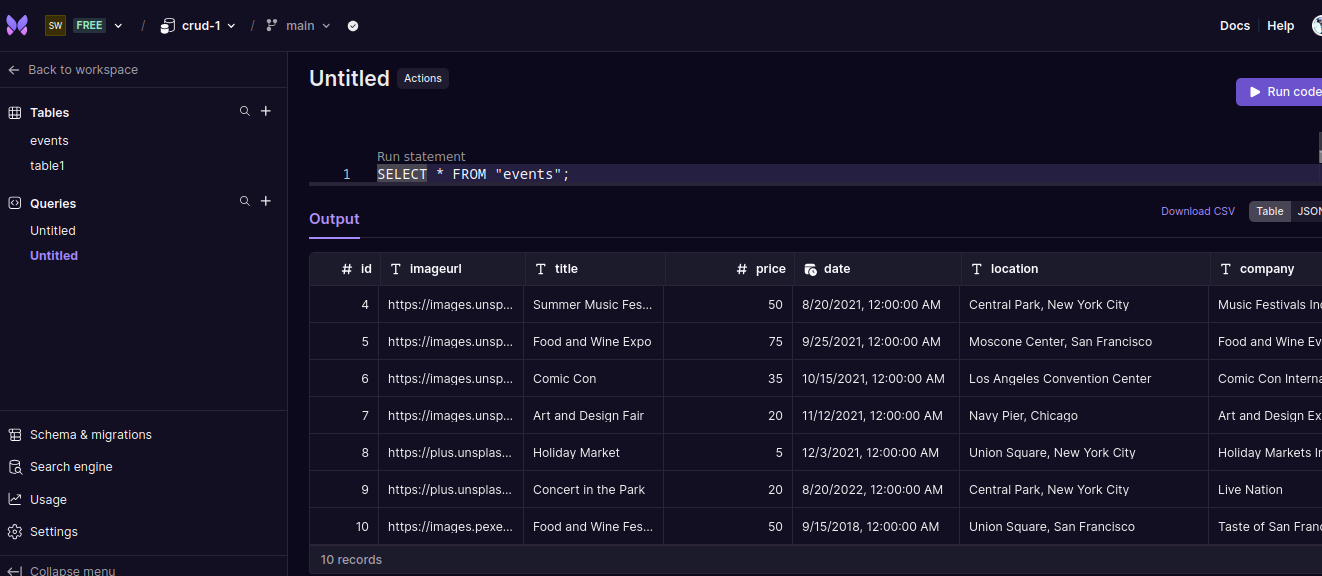 SW FREE / crud-1 / main Docs Help
Back to workspace
Untitled Actions
Run code
Tables
events
table1
Queries
Untitled
Untitled
Schema & migrations
Search engine
Usage
Settings
Collapse menu
Run statement
1 SELECT * FROM "events";
Output Download CSV Table JSON
# id T imageurl T title # price date T location T company
4 https://images.unsp... Summer Music Fes... 50 8/20/2021, 12:00:00 AM Central Park, New York City Music Festivals Inc
5 https://images.unsp... Food and Wine Expo 75 9/25/2021, 12:00:00 AM Moscone Center, San Francisco Food and Wine Ev
6 https://images.unsp... Comic Con 35 10/15/2021, 12:00:00 AM Los Angeles Convention Center Comic Con Interna
7 https://images.unsp... Art and Design Fair 20 11/12/2021, 12:00:00 AM Navy Pier, Chicago Art and Design Ex
8 https://plus.unsplas... Holiday Market 5 12/3/2021, 12:00:00 AM Union Square, New York City Holiday Markets In
9 https://plus.unsplas... Concert in the Park 20 8/20/2022, 12:00:00 AM Central Park, New York City Live Nation
10 https://images.pexe... Food and Wine Fes... 50 9/15/2018, 12:00:00 AM Union Square, San Francisco Taste of San Franc
10 records